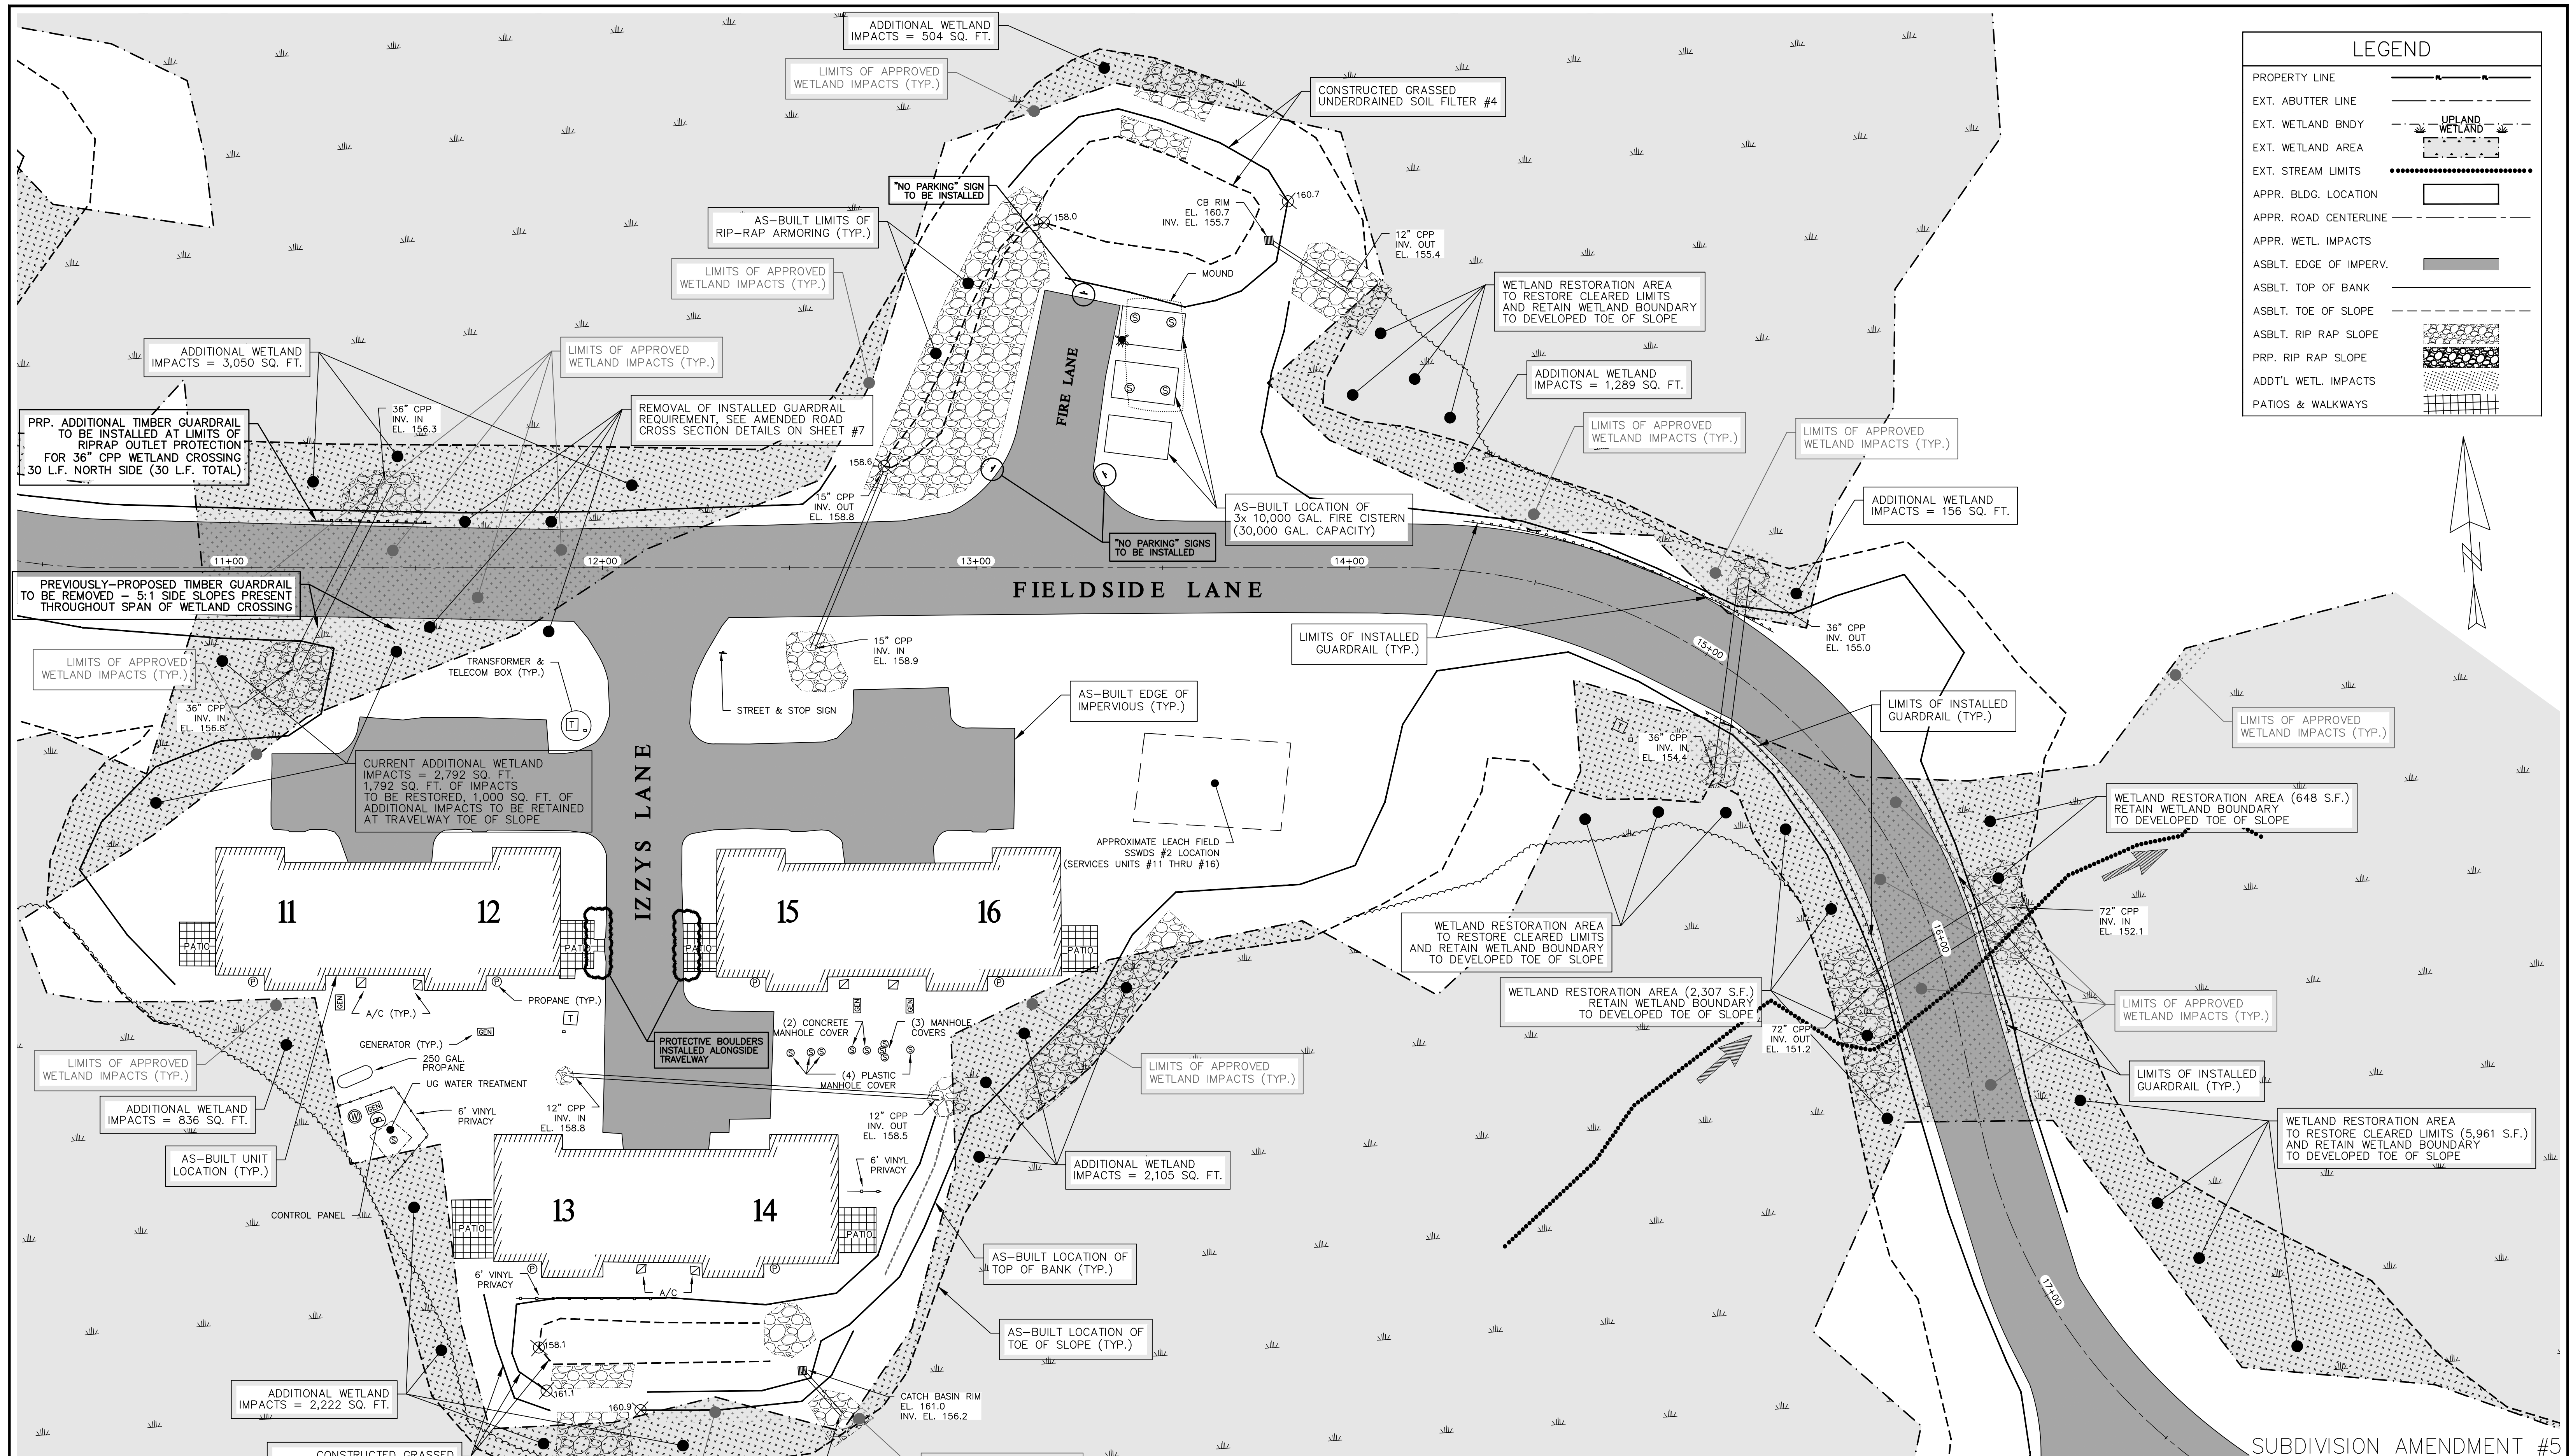 ADDITIONAL WETLAND
IMPACTS = 504 SQ. FT.
LIMITS OF APPROVED
WETLAND IMPACTS (TYP.)
CONSTRUCTED GRASSED
UNDERDRAINED SOIL FILTER #4
"NO PARKING" SIGN
TO BE INSTALLED
AS-BUILT LIMITS OF
RIP-RAP ARMORING (TYP.)
LIMITS OF APPROVED
WETLAND IMPACTS (TYP.)
158.0
CB RIM
EL. 160.7
INV. EL. 155.7
160.7
12" CPP
INV. OUT
EL. 155.4
MOUND
S
S
S
S
FIRE LANE
WETLAND RESTORATION AREA
TO RESTORE CLEARED LIMITS
AND RETAIN WETLAND BOUNDARY
TO DEVELOPED TOE OF SLOPE
ADDITIONAL WETLAND
IMPACTS = 1,289 SQ. FT.
LIMITS OF APPROVED
WETLAND IMPACTS (TYP.)
LIMITS OF APPROVED
WETLAND IMPACTS (TYP.)
ADDITIONAL WETLAND
IMPACTS = 156 SQ. FT.
LEGEND
PROPERTY LINE
PL
PL
EXT. ABUTTER LINE
EXT. WETLAND BNDY
UPLAND
WETLAND
EXT. WETLAND AREA
EXT. STREAM LIMITS
APPR. BLDG. LOCATION
APPR. ROAD CENTERLINE
APPR. WETL. IMPACTS
ASBLT. EDGE OF IMPERV.
ASBLT. TOP OF BANK
ASBLT. TOE OF SLOPE
ASBLT. RIP RAP SLOPE
PRP. RIP RAP SLOPE
ADDT'L WETL. IMPACTS
PATIOS & WALKWAYS
N
ADDITIONAL WETLAND
IMPACTS = 3,050 SQ. FT.
LIMITS OF APPROVED
WETLAND IMPACTS (TYP.)
PRP. ADDITIONAL TIMBER GUARDRAIL
TO BE INSTALLED AT LIMITS OF
RIPRAP OUTLET PROTECTION
FOR 36" CPP WETLAND CROSSING
30 L.F. NORTH SIDE (30 L.F. TOTAL)
36" CPP
INV. IN
EL. 156.3
REMOVAL OF INSTALLED GUARDRAIL
REQUIREMENT, SEE AMENDED ROAD
CROSS SECTION DETAILS ON SHEET #7
158.6
15" CPP
INV. OUT
EL. 158.8
AS-BUILT LOCATION OF
3x 10,000 GAL. FIRE CISTERN
(30,000 GAL. CAPACITY)
"NO PARKING" SIGNS
TO BE INSTALLED
11+00
12+00
13+00
14+00
15+00
16+00
17+00
FIELDSIDE LANE
PREVIOUSLY-PROPOSED TIMBER GUARDRAIL
TO BE REMOVED - 5:1 SIDE SLOPES PRESENT
THROUGHOUT SPAN OF WETLAND CROSSING
LIMITS OF APPROVED
WETLAND IMPACTS (TYP.)
36" CPP
INV. IN
EL. 156.8'
TRANSFORMER &
TELECOM BOX (TYP.)
T
15" CPP
INV. IN
EL. 158.9
STREET & STOP SIGN
AS-BUILT EDGE OF
IMPERVIOUS (TYP.)
LIMITS OF INSTALLED
GUARDRAIL (TYP.)
36" CPP
INV. OUT
EL. 155.0
LIMITS OF INSTALLED
GUARDRAIL (TYP.)
T
36" CPP
INV. IN
EL. 154.4
LIMITS OF APPROVED
WETLAND IMPACTS (TYP.)
CURRENT ADDITIONAL WETLAND
IMPACTS = 2,792 SQ. FT.
1,792 SQ. FT. OF IMPACTS
TO BE RESTORED, 1,000 SQ. FT. OF
ADDITIONAL IMPACTS TO BE RETAINED
AT TRAVELWAY TOE OF SLOPE
IZZYS LANE
APPROXIMATE LEACH FIELD
SSWDS #2 LOCATION
(SERVICES UNITS #11 THRU #16)
WETLAND RESTORATION AREA (648 S.F.)
RETAIN WETLAND BOUNDARY
TO DEVELOPED TOE OF SLOPE
11
12
15
16
PATIO
PATIO
PATIO
PATIO
WETLAND RESTORATION AREA
TO RESTORE CLEARED LIMITS
AND RETAIN WETLAND BOUNDARY
TO DEVELOPED TOE OF SLOPE
72" CPP
INV. IN
EL. 152.1
WETLAND RESTORATION AREA (2,307 S.F.)
RETAIN WETLAND BOUNDARY
TO DEVELOPED TOE OF SLOPE
72" CPP
INV. OUT
EL. 151.2
LIMITS OF APPROVED
WETLAND IMPACTS (TYP.)
P
P
P
P
GEN
GEN
GEN
A/C (TYP.)
PROPANE (TYP.)
T
GENERATOR (TYP.)
GEN
250 GAL.
PROPANE
UG WATER TREATMENT
(2) CONCRETE
MANHOLE COVER
(3) MANHOLE
COVERS
(4) PLASTIC
MANHOLE COVER
PROTECTIVE BOULDERS
INSTALLED ALONGSIDE
TRAVELWAY
LIMITS OF APPROVED
WETLAND IMPACTS (TYP.)
LIMITS OF APPROVED
WETLAND IMPACTS (TYP.)
LIMITS OF INSTALLED
GUARDRAIL (TYP.)
ADDITIONAL WETLAND
IMPACTS = 836 SQ. FT.
W
GEN
S
6' VINYL
PRIVACY
12" CPP
INV. IN
EL. 158.8
12" CPP
INV. OUT
EL. 158.5
WETLAND RESTORATION AREA
TO RESTORE CLEARED LIMITS (5,961 S.F.)
AND RETAIN WETLAND BOUNDARY
TO DEVELOPED TOE OF SLOPE
AS-BUILT UNIT
LOCATION (TYP.)
6' VINYL
PRIVACY
ADDITIONAL WETLAND
IMPACTS = 2,105 SQ. FT.
CONTROL PANEL
13
14
PATIO
PATIO
AS-BUILT LOCATION OF
TOP OF BANK (TYP.)
P
P
6' VINYL
PRIVACY
A/C
AS-BUILT LOCATION OF
TOE OF SLOPE (TYP.)
158.1
161.1
160.9
ADDITIONAL WETLAND
IMPACTS = 2,222 SQ. FT.
CATCH BASIN RIM
EL. 161.0
INV. EL. 156.2
CONSTRUCTED GRASSED
SUBDIVISION AMENDMENT #5